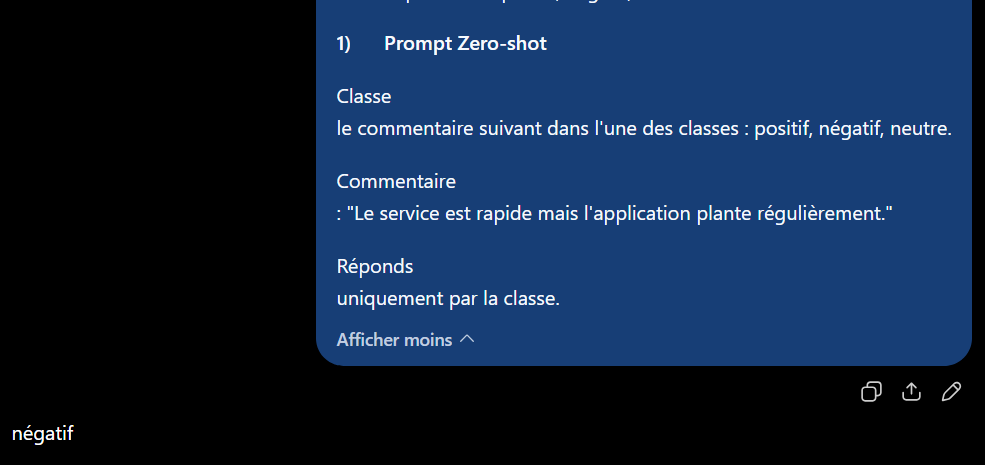 1) Prompt Zero-shot
Classe
le commentaire suivant dans l'une des classes : positif, négatif, neutre.
Commentaire
: "Le service est rapide mais l'application plante régulièrement."
Réponds
uniquement par la classe.
Afficher moins
négatif